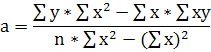 a = (∑ y * ∑ x² − ∑ x * ∑ xy) / (n * ∑ x² − (∑ x)²)